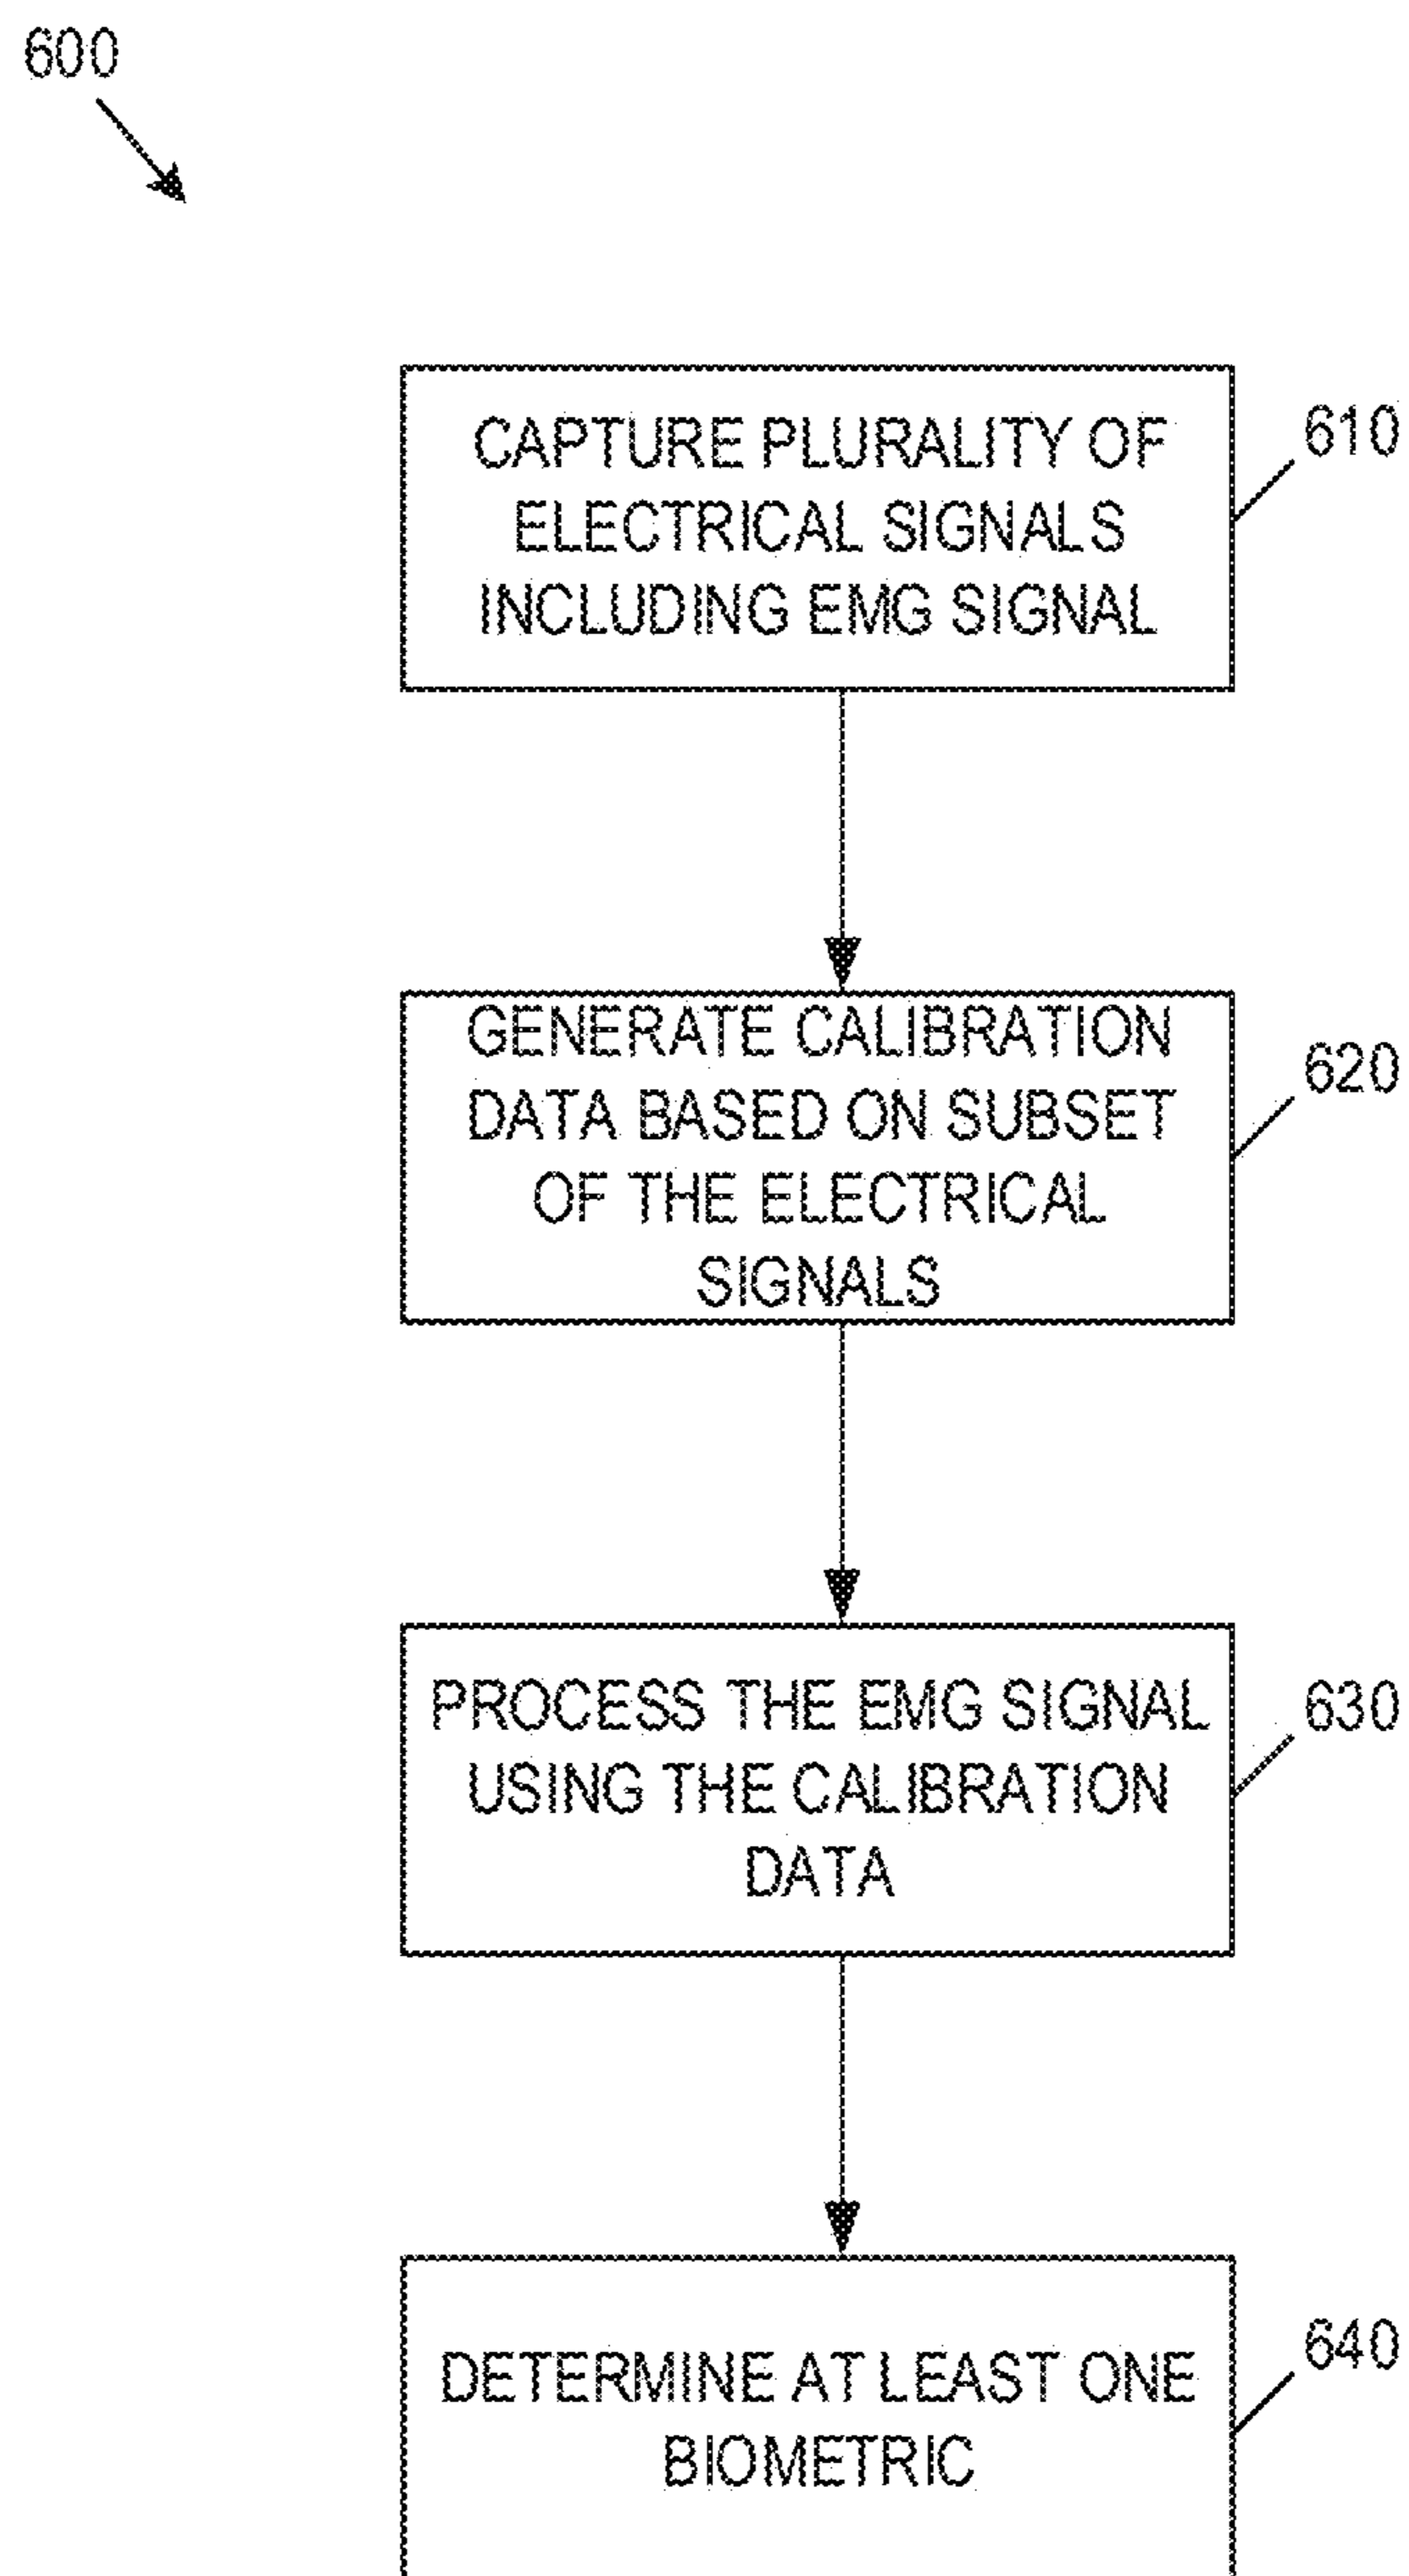 600
CAPTURE PLURALITY OF
ELECTRICAL SIGNALS
INCLUDING EMG SIGNAL
610
GENERATE CALIBRATION
DATA BASED ON SUBSET
OF THE ELECTRICAL
SIGNALS
620
PROCESS THE EMG SIGNAL
USING THE CALIBRATION
DATA
630
DETERMINE AT LEAST ONE
BIOMETRIC
640